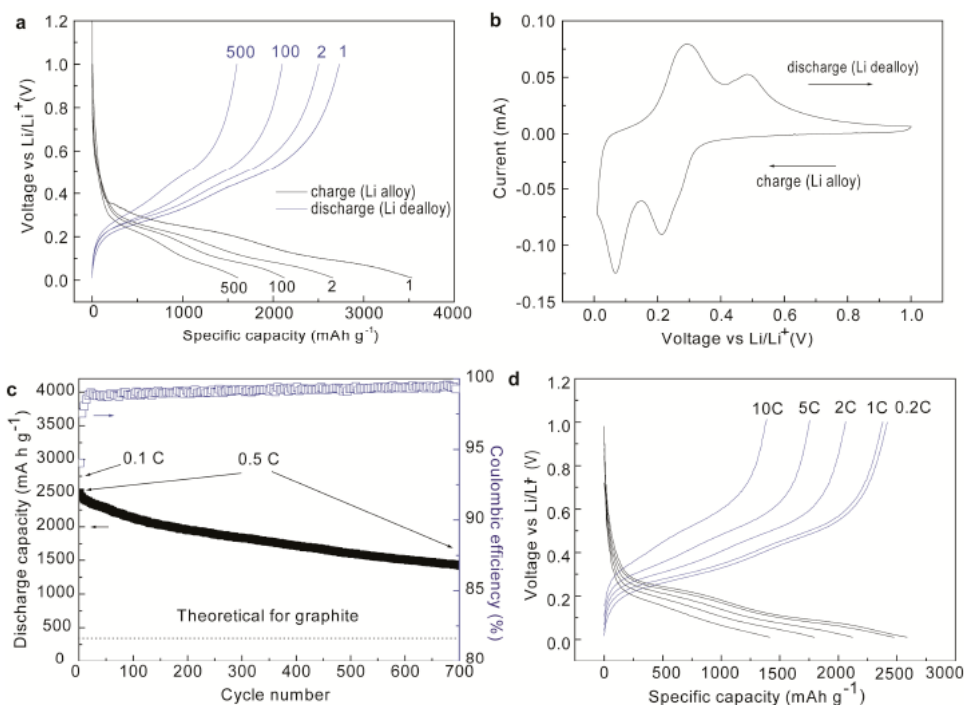 a
1.2
1.0
0.8
0.6
0.4
0.2
0.0
Voltage vs Li/Li+(V)
500 100 2 1
charge (Li alloy)
discharge (Li dealloy)
500 100 2 1
0 1000 2000 3000 4000
Specific capacity (mAh g-1)
b
0.10
0.05
0.00
-0.05
-0.10
-0.15
Current (mA)
discharge (Li dealloy)
charge (Li alloy)
0.0 0.2 0.4 0.6 0.8 1.0
Voltage vs Li/Li+(V)
c
4000
3500
3000
2500
2000
1500
1000
500
0
Discharge capacity (mA h g-1)
0.1 C 0.5 C
Theoretical for graphite
100
95
90
85
80
Coulombic efficiency (%)
0 100 200 300 400 500 600 700
Cycle number
d
1.2
1.0
0.8
0.6
0.4
0.2
0.0
Voltage vs Li/Li+ (V)
10C 5C 2C 1C 0.2C
0 500 1000 1500 2000 2500 3000
Specific capacity (mAh g-1)